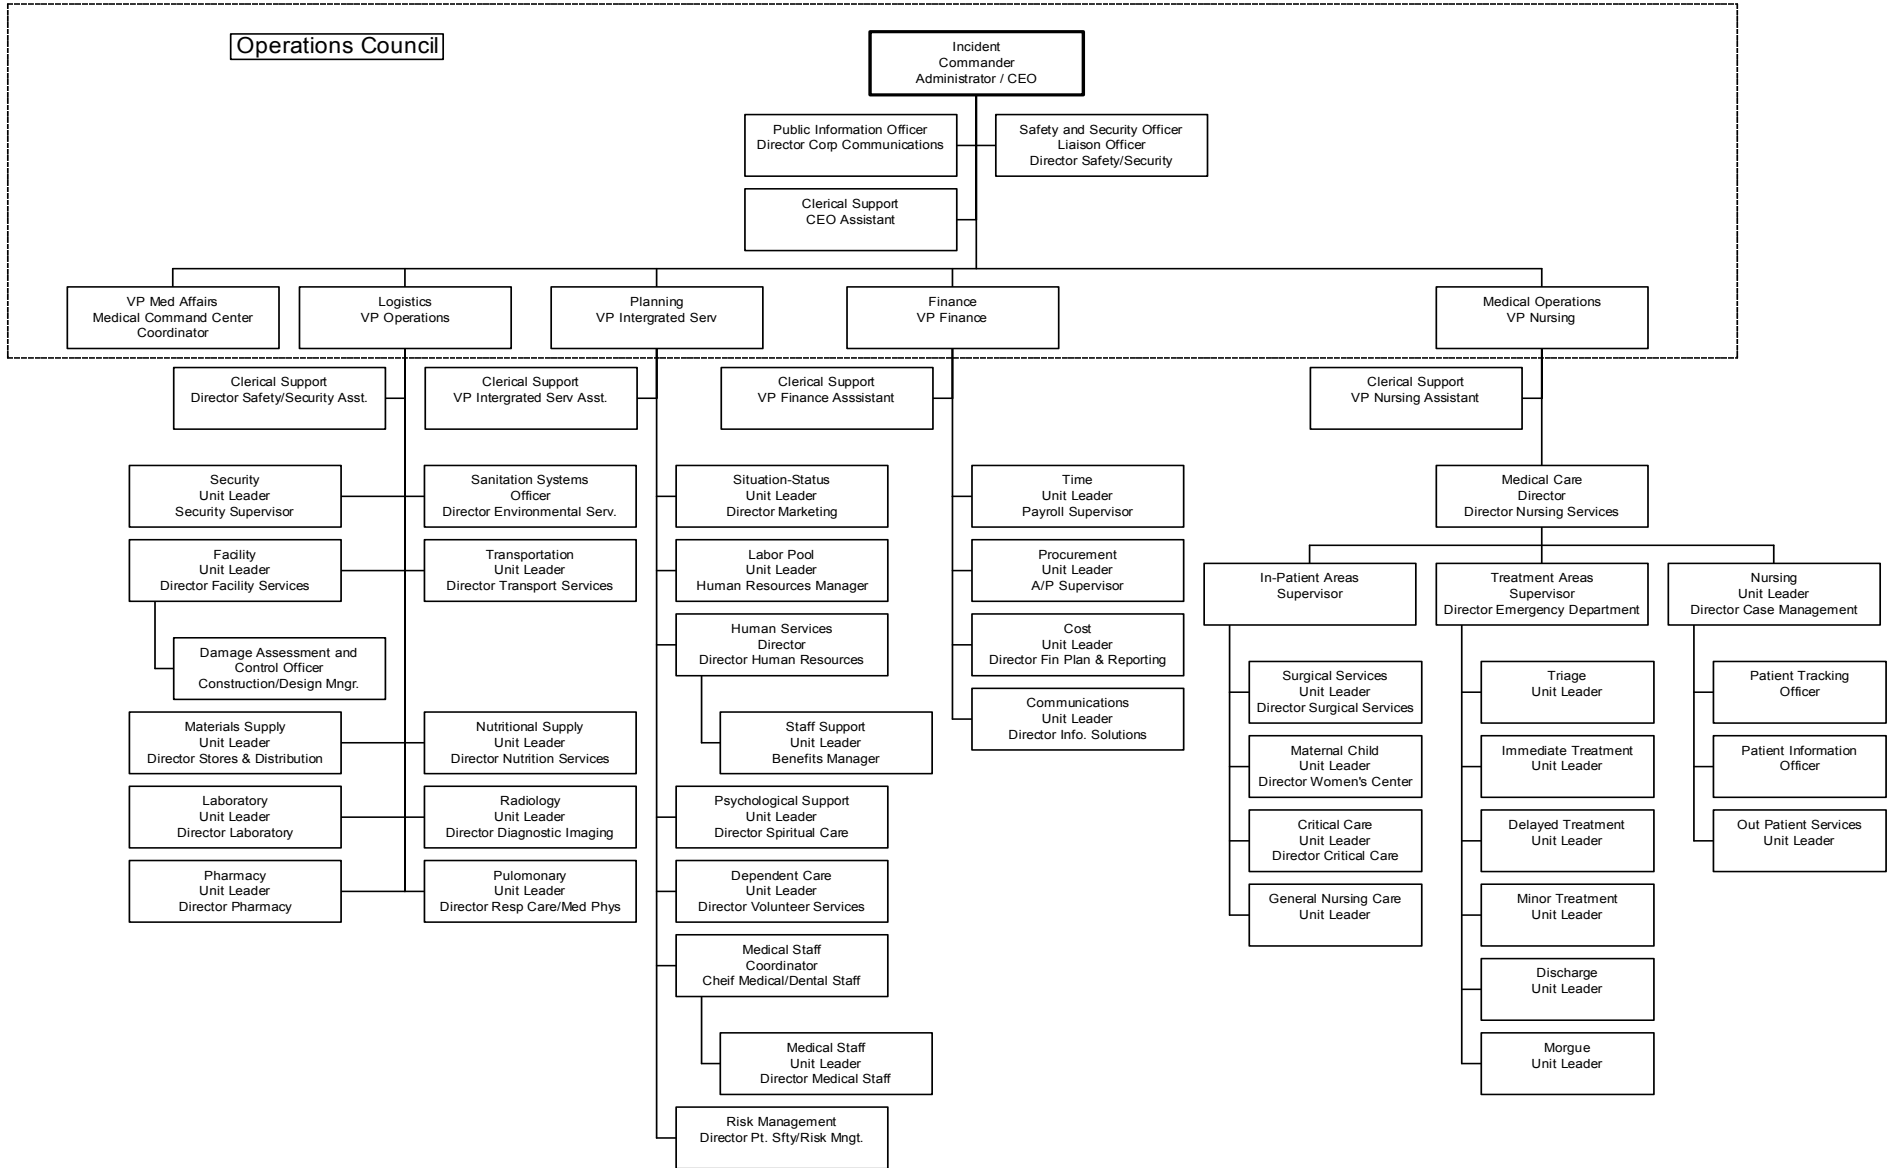 Operations Council
Incident
Commander
Administrator / CEO
Public Information Officer
Director Corp Communications
Safety and Security Officer
Liaison Officer
Director Safety/Security
Clerical Support
CEO Assistant
VP Med Affairs
Medical Command Center
Coordinator
Logistics
VP Operations
Planning
VP Intergrated Serv
Finance
VP Finance
Medical Operations
VP Nursing
Clerical Support
Director Safety/Security Asst.
Clerical Support
VP Intergrated Serv Asst.
Clerical Support
VP Finance Asssistant
Clerical Support
VP Nursing Assistant
Security
Unit Leader
Security Supervisor
Sanitation Systems
Officer
Director Environmental Serv.
Facility
Unit Leader
Director Facility Services
Transportation
Unit Leader
Director Transport Services
Damage Assessment and
Control Officer
Construction/Design Mngr.
Materials Supply
Unit Leader
Director Stores & Distribution
Nutritional Supply
Unit Leader
Director Nutrition Services
Laboratory
Unit Leader
Director Laboratory
Radiology
Unit Leader
Director Diagnostic Imaging
Pharmacy
Unit Leader
Director Pharmacy
Pulomonary
Unit Leader
Director Resp Care/Med Phys
Situation-Status
Unit Leader
Director Marketing
Labor Pool
Unit Leader
Human Resources Manager
Human Services
Director
Director Human Resources
Staff Support
Unit Leader
Benefits Manager
Psychological Support
Unit Leader
Director Spiritual Care
Dependent Care
Unit Leader
Director Volunteer Services
Medical Staff
Coordinator
Cheif Medical/Dental Staff
Medical Staff
Unit Leader
Director Medical Staff
Risk Management
Director Pt. Sfty/Risk Mngt.
Time
Unit Leader
Payroll Supervisor
Procurement
Unit Leader
A/P Supervisor
Cost
Unit Leader
Director Fin Plan & Reporting
Communications
Unit Leader
Director Info. Solutions
Medical Care
Director
Director Nursing Services
In-Patient Areas
Supervisor
Treatment Areas
Supervisor
Director Emergency Department
Nursing
Unit Leader
Director Case Management
Surgical Services
Unit Leader
Director Surgical Services
Maternal Child
Unit Leader
Director Women's Center
Critical Care
Unit Leader
Director Critical Care
General Nursing Care
Unit Leader
Triage
Unit Leader
Immediate Treatment
Unit Leader
Delayed Treatment
Unit Leader
Minor Treatment
Unit Leader
Discharge
Unit Leader
Morgue
Unit Leader
Patient Tracking
Officer
Patient Information
Officer
Out Patient Services
Unit Leader